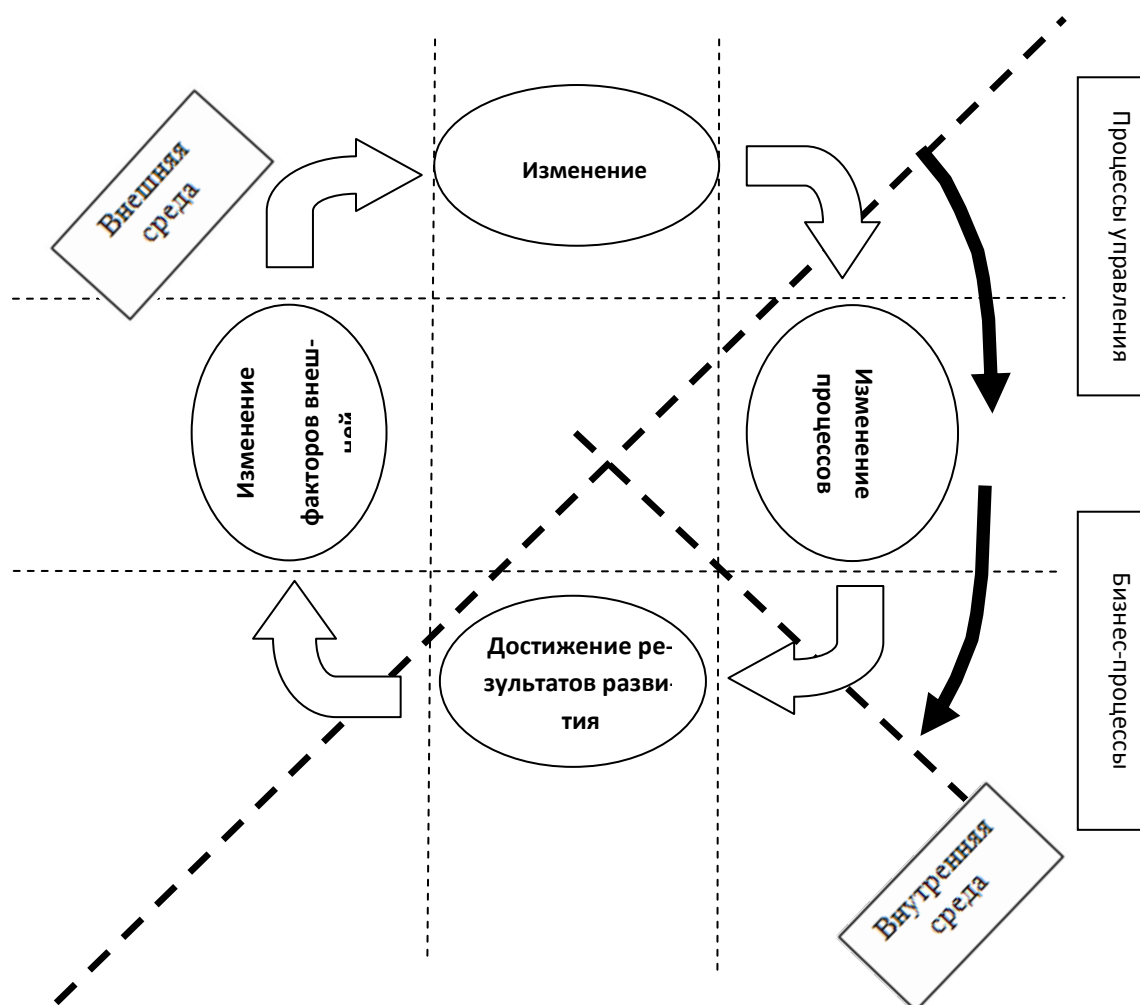 Внешняя
среда
Изменение
Процессы управления
Изменение
факторов внеш-
Изменение
процессов
Достижение ре-
зультатов разви-
тия
Бизнес-процессы
Внутренняя
среда